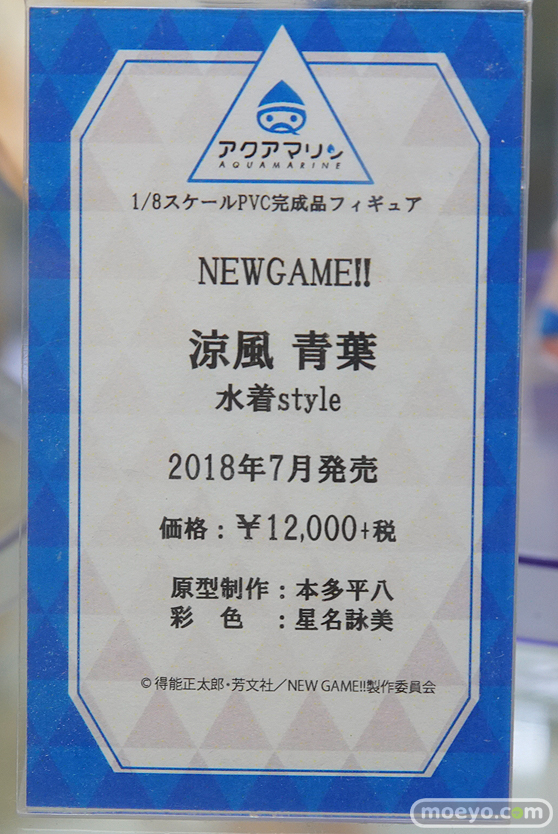 アクアマリン
AQUAMARINE
1/8スケールPVC完成品フィギュア
NEWGAME!!
涼風 青葉
水着style
2018年7月発売
価格：￥12,000+税
原型制作：本多平八
彩　色　：星名詠美
©得能正太郎・芳文社／NEW GAME!!製作委員会
moeyo.com